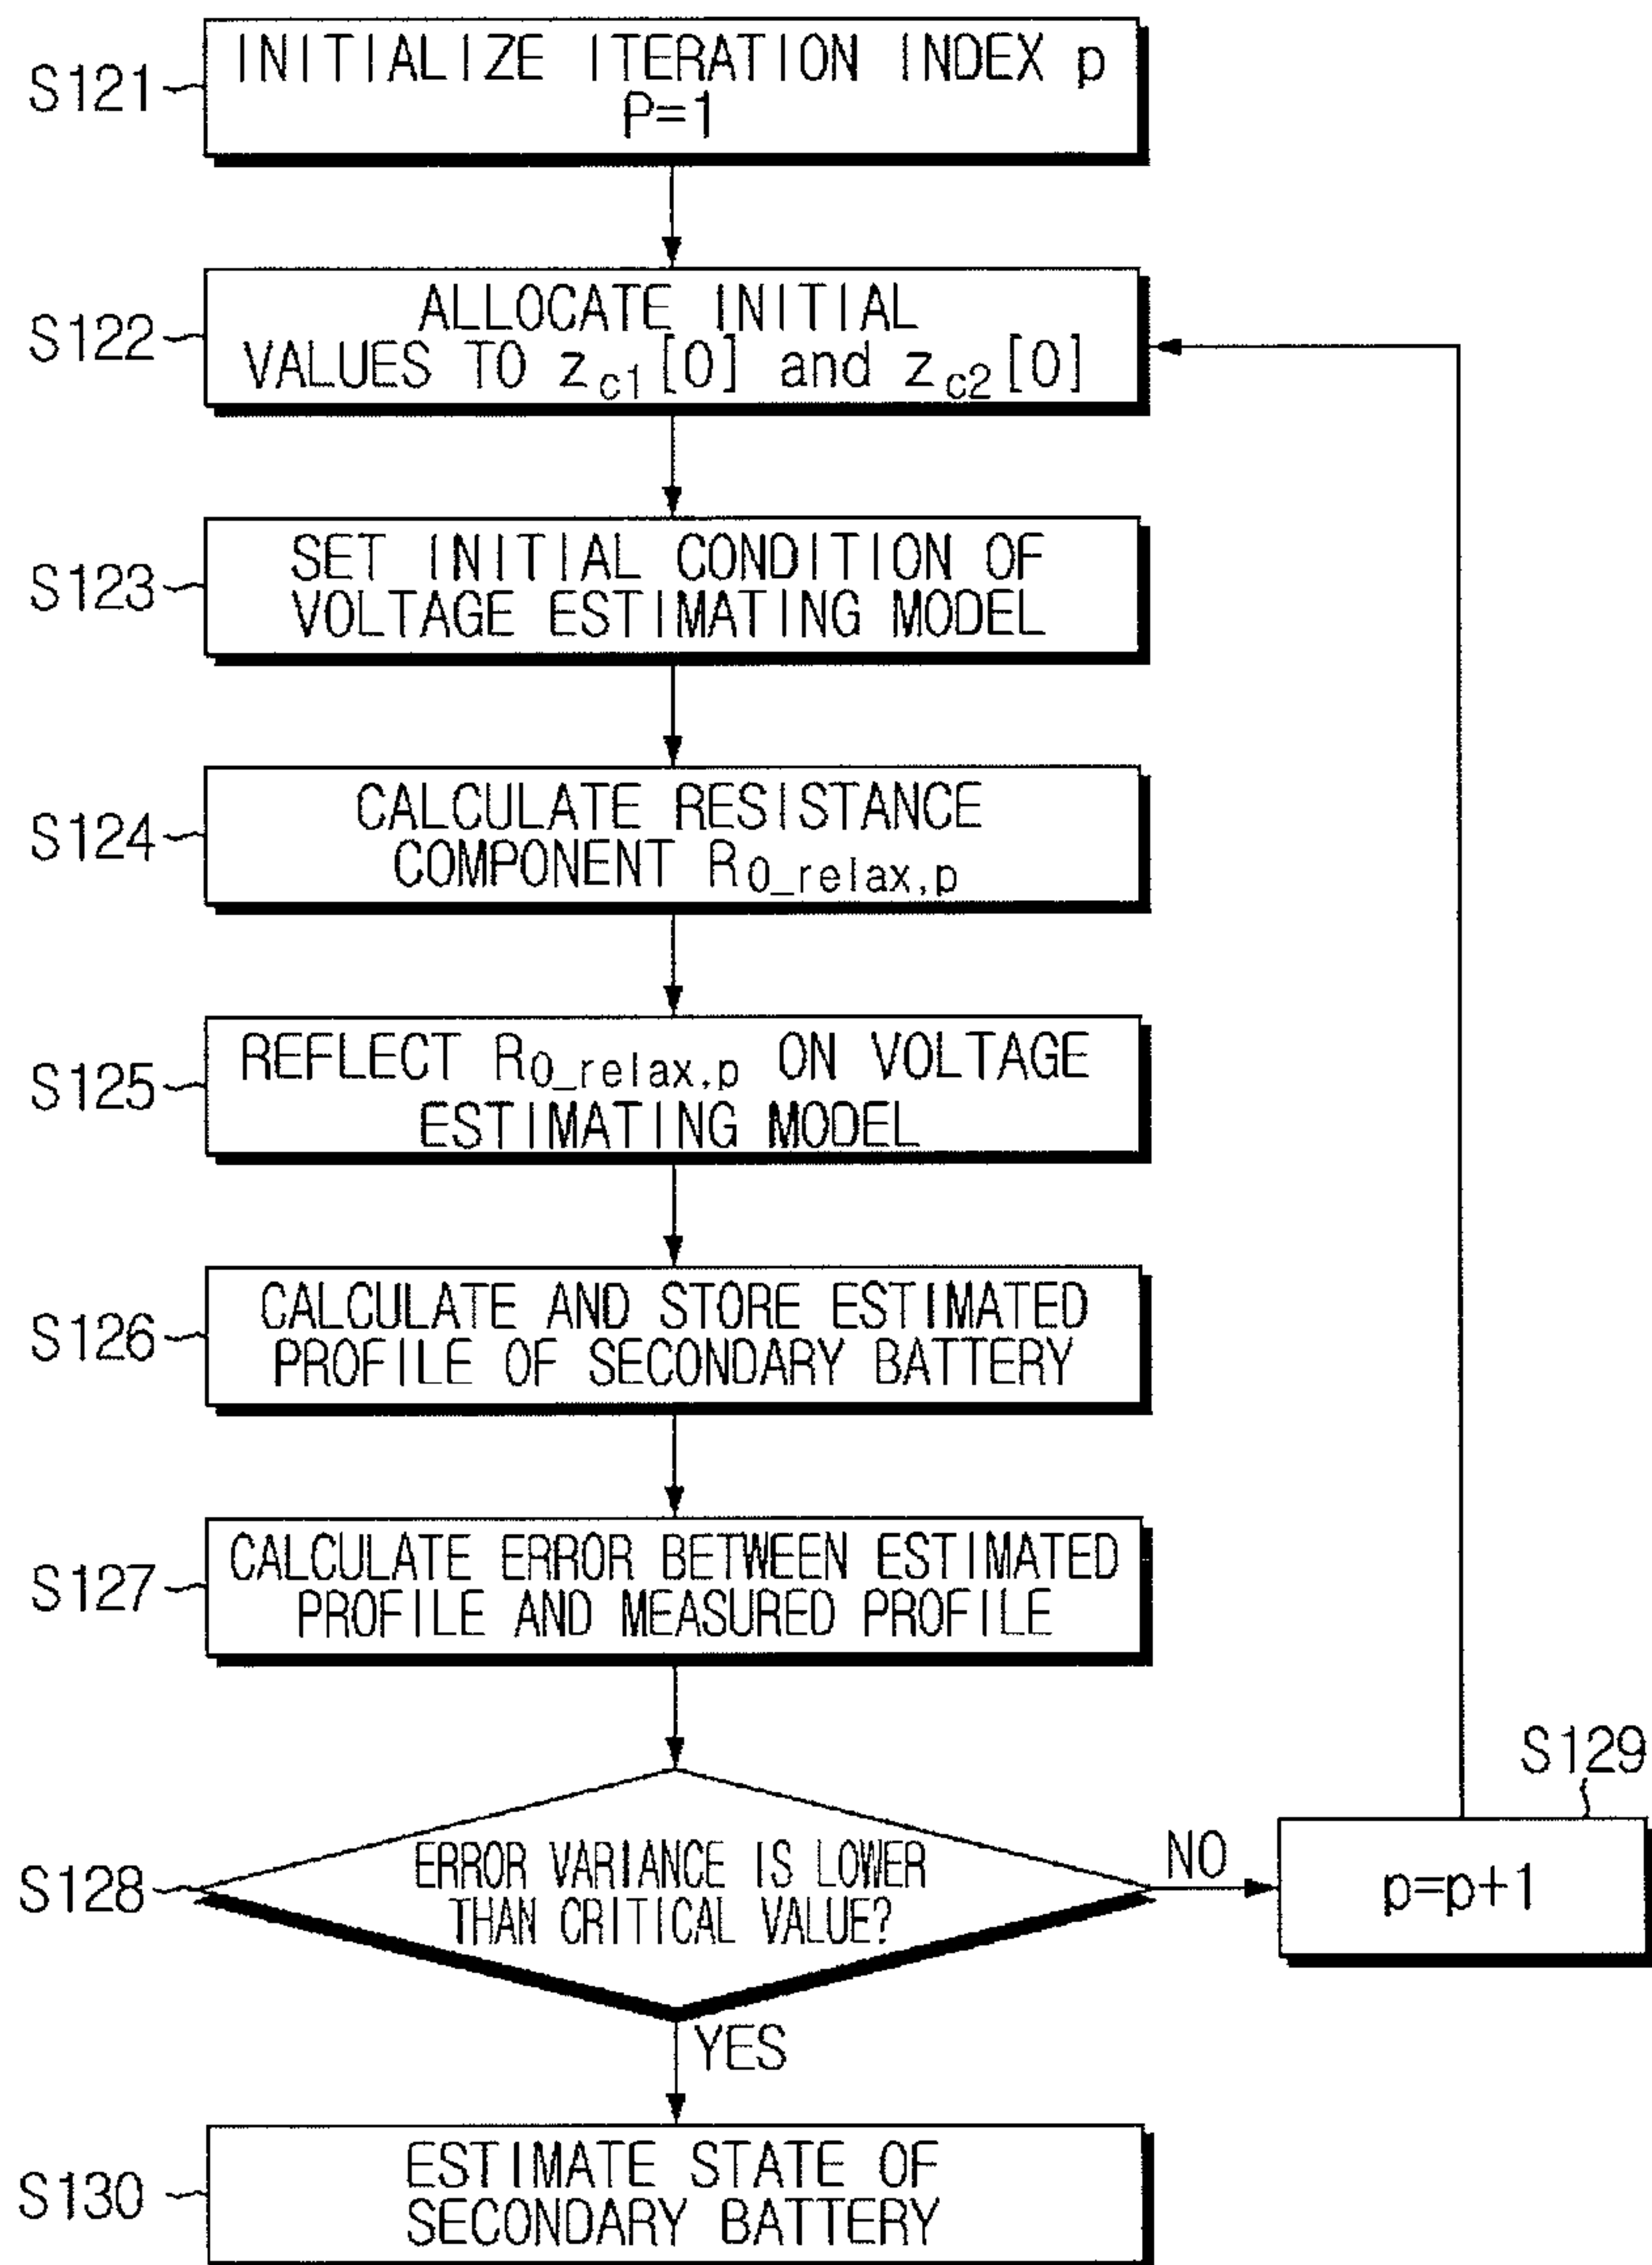 S121
INITIALIZE ITERATION INDEX p
P=1
S122
ALLOCATE INITIAL
VALUES TO zc1[0] and zc2[0]
S123
SET INITIAL CONDITION OF
VOLTAGE ESTIMATING MODEL
S124
CALCULATE RESISTANCE
COMPONENT R0_relax,p
S125
REFLECT R0_relax,p ON VOLTAGE
ESTIMATING MODEL
S126
CALCULATE AND STORE ESTIMATED
PROFILE OF SECONDARY BATTERY
S127
CALCULATE ERROR BETWEEN ESTIMATED
PROFILE AND MEASURED PROFILE
S128
ERROR VARIANCE IS LOWER
THAN CRITICAL VALUE?
NO
S129
p=p+1
YES
S130
ESTIMATE STATE OF
SECONDARY BATTERY